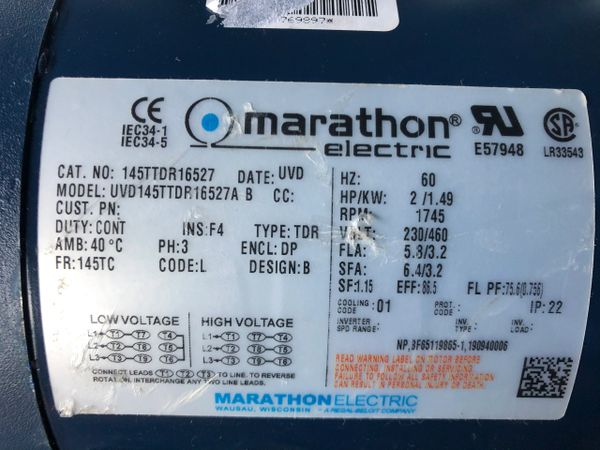 769897W
CE
IEC34-1
IEC34-5
marathon®
electric
E57948
LR33543
CAT. NO: 145TTDR16527 DATE: UVD
MODEL: UVD145TTDR16527A B CC:
CUST. PN:
DUTY: CONT INS:F4 TYPE: TDR
AMB: 40°C PH:3 ENCL: DP
FR:145TC CODE:L DESIGN: B
HZ: 60
HP/KW: 2/1.49
RPM: 1745
VOLT: 230/460
FLA: 5.8/3.2
SFA: 6.4/3.2
SF:1.15 EFF: 86.5 FL PF:75.6(0.756)
COOLING CODE: 01 PROT. CODE: IP: 22
INVERTER SPD RANGE: INV. TYPE: INV. LOAD:
NP,3F65119865-1,190940006
LOW VOLTAGE
L1 T1 T7 T4
L2 T2 T8 T5
L3 T3 T9 T6
HIGH VOLTAGE
L1 T1 T7 T4
L2 T2 T8 T5
L3 T3 T9 T6
CONNECT LEADS T1 T2 T3 TO LINE. TO REVERSE
ROTATION, INTERCHANGE ANY TWO LINE LEADS.
READ WARNING LABEL ON MOTOR BEFORE
CONNECTING, INSTALLING OR SERVICING.
FAILURE TO FOLLOW ALL SAFETY INFORMATION
CAN RESULT IN PERSONAL INJURY OR DEATH.
MARATHON ELECTRIC
WAUSAU, WISCONSIN - A REGAL-BELOIT COMPANY